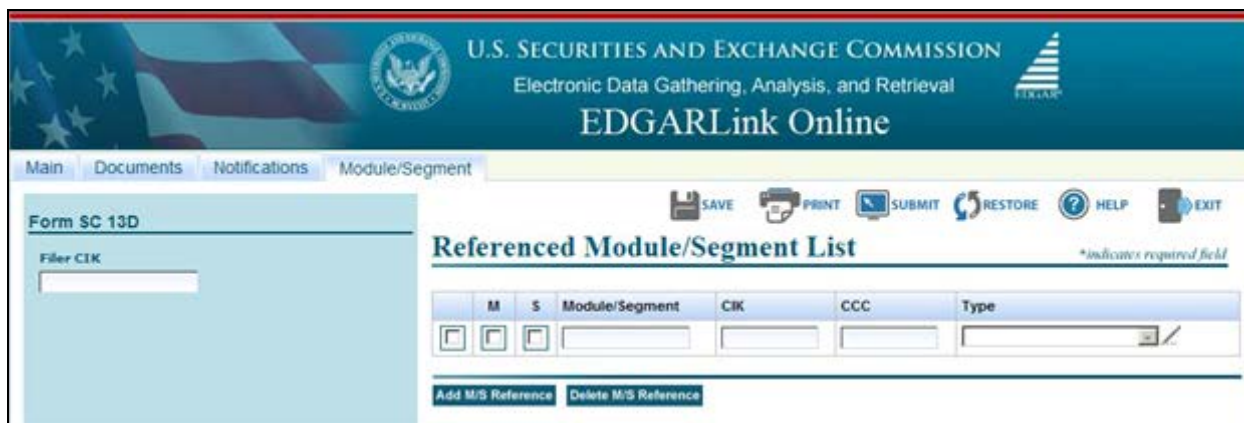 U.S. SECURITIES AND EXCHANGE COMMISSION
Electronic Data Gathering, Analysis, and Retrieval
EDGAR
EDGARLink Online
Main Documents Notifications Module/Segment
SAVE PRINT SUBMIT RESTORE HELP EXIT
Form SC 13D
Filer CIK
Referenced Module/Segment List
*indicates required field
M S Module/Segment CIK CCC Type
Add M/S Reference Delete M/S Reference